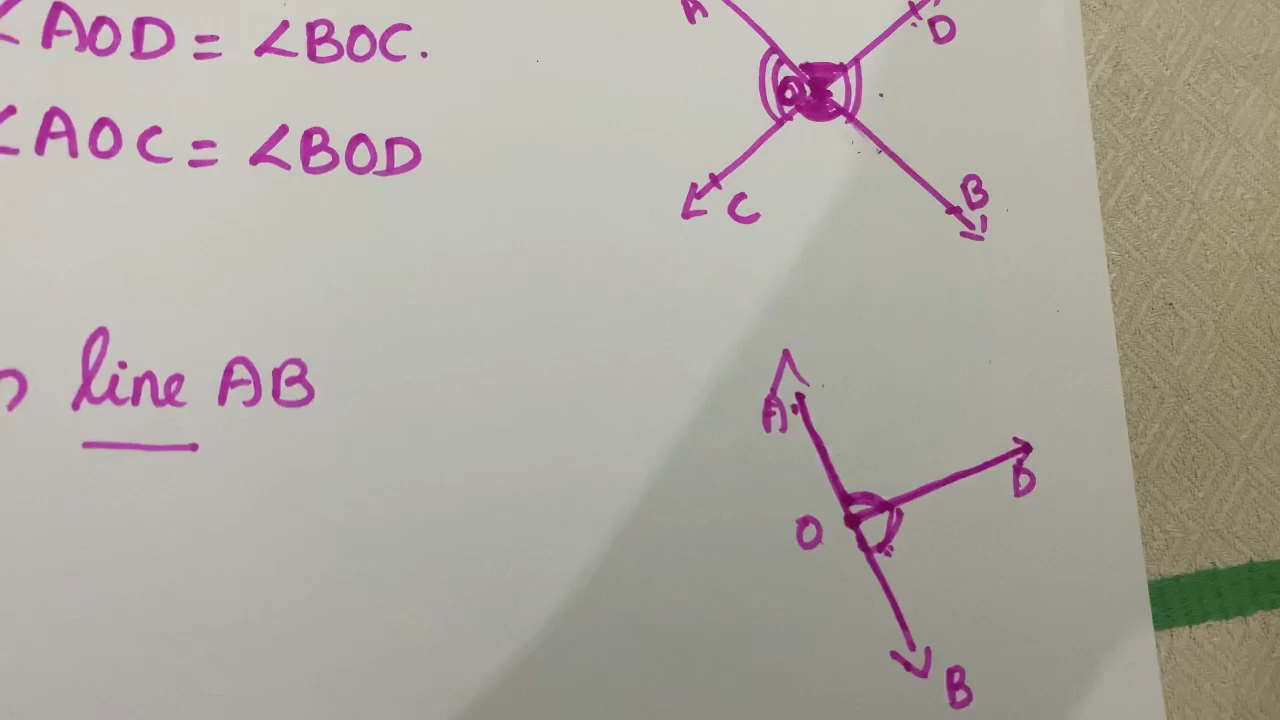 ∠AOD = ∠BOC.
∠AOC = ∠BOD
line AB
A
D
O
C
B
A
D
O
B